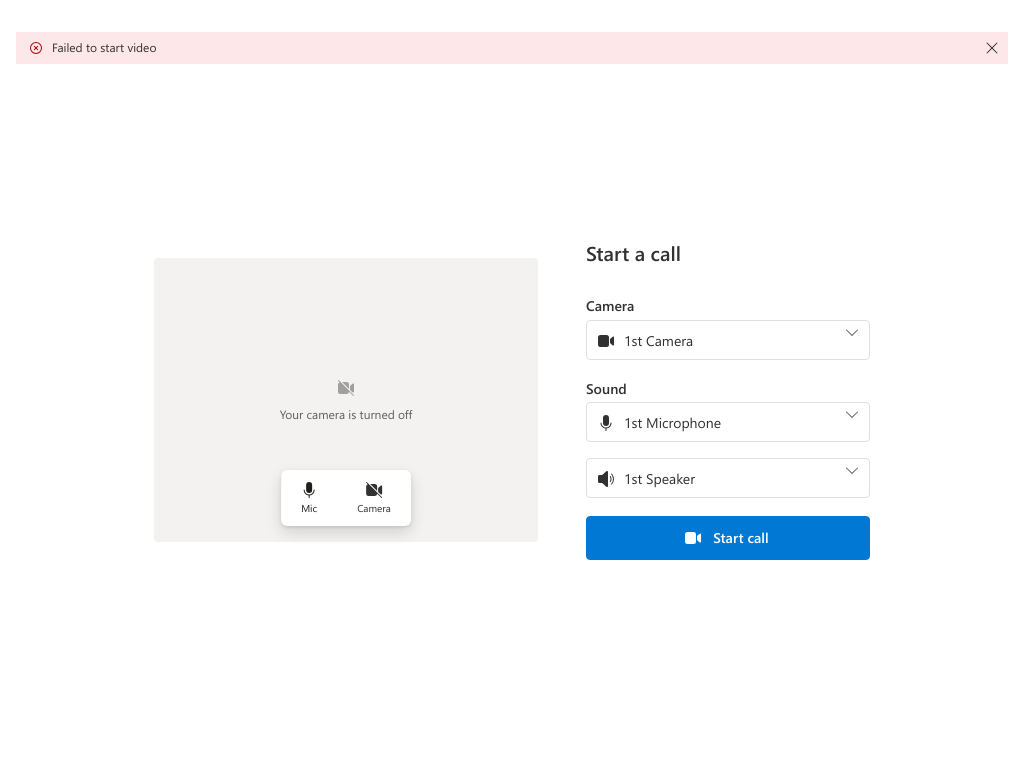 Failed to start video
Your camera is turned off
Mic
Camera
Start a call
Camera
1st Camera
Sound
1st Microphone
1st Speaker
Start call